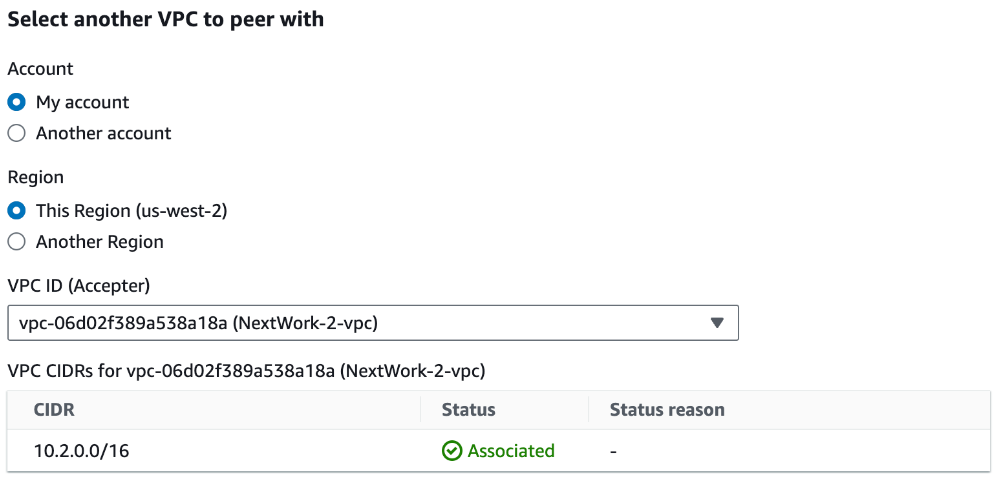 Select another VPC to peer with
Account
My account
Another account
Region
This Region (us-west-2)
Another Region
VPC ID (Accepter)
vpc-06d02f389a538a18a (NextWork-2-vpc)
VPC CIDRs for vpc-06d02f389a538a18a (NextWork-2-vpc)
CIDR Status Status reason
10.2.0.0/16 Associated -